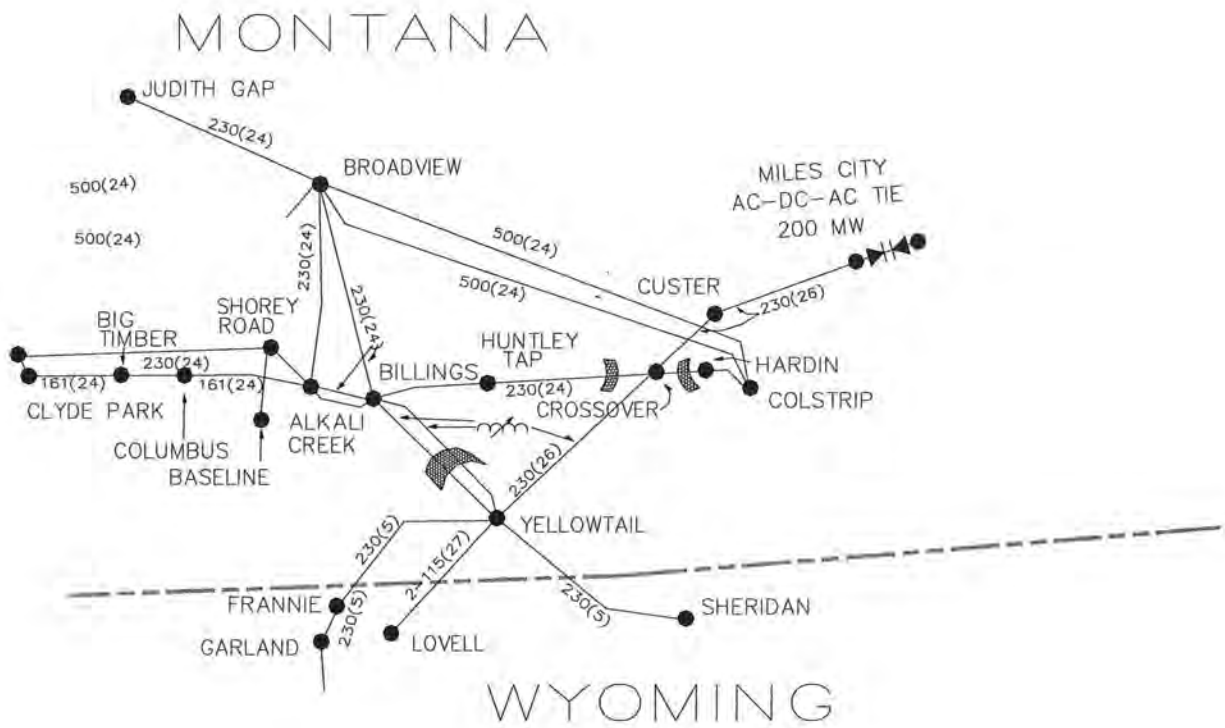 MONTANA
JUDITH GAP
230(24)
BROADVIEW
500(24)
500(24)
MILES CITY
AC-DC-AC TIE
200 MW
500(24)
500(24)
230(24)
230(24)
CUSTER
230(26)
BIG
TIMBER
SHOREY
ROAD
HUNTLEY
TAP
230(24)
161(24)
161(24)
BILLINGS
230(24)
HARDIN
CLYDE PARK
CROSSOVER
COLSTRIP
ALKALI
CREEK
COLUMBUS
BASELINE
230(26)
YELLOWTAIL
230(5)
2-115(27)
230(5)
FRANNIE
230(5)
SHERIDAN
GARLAND
LOVELL
WYOMING